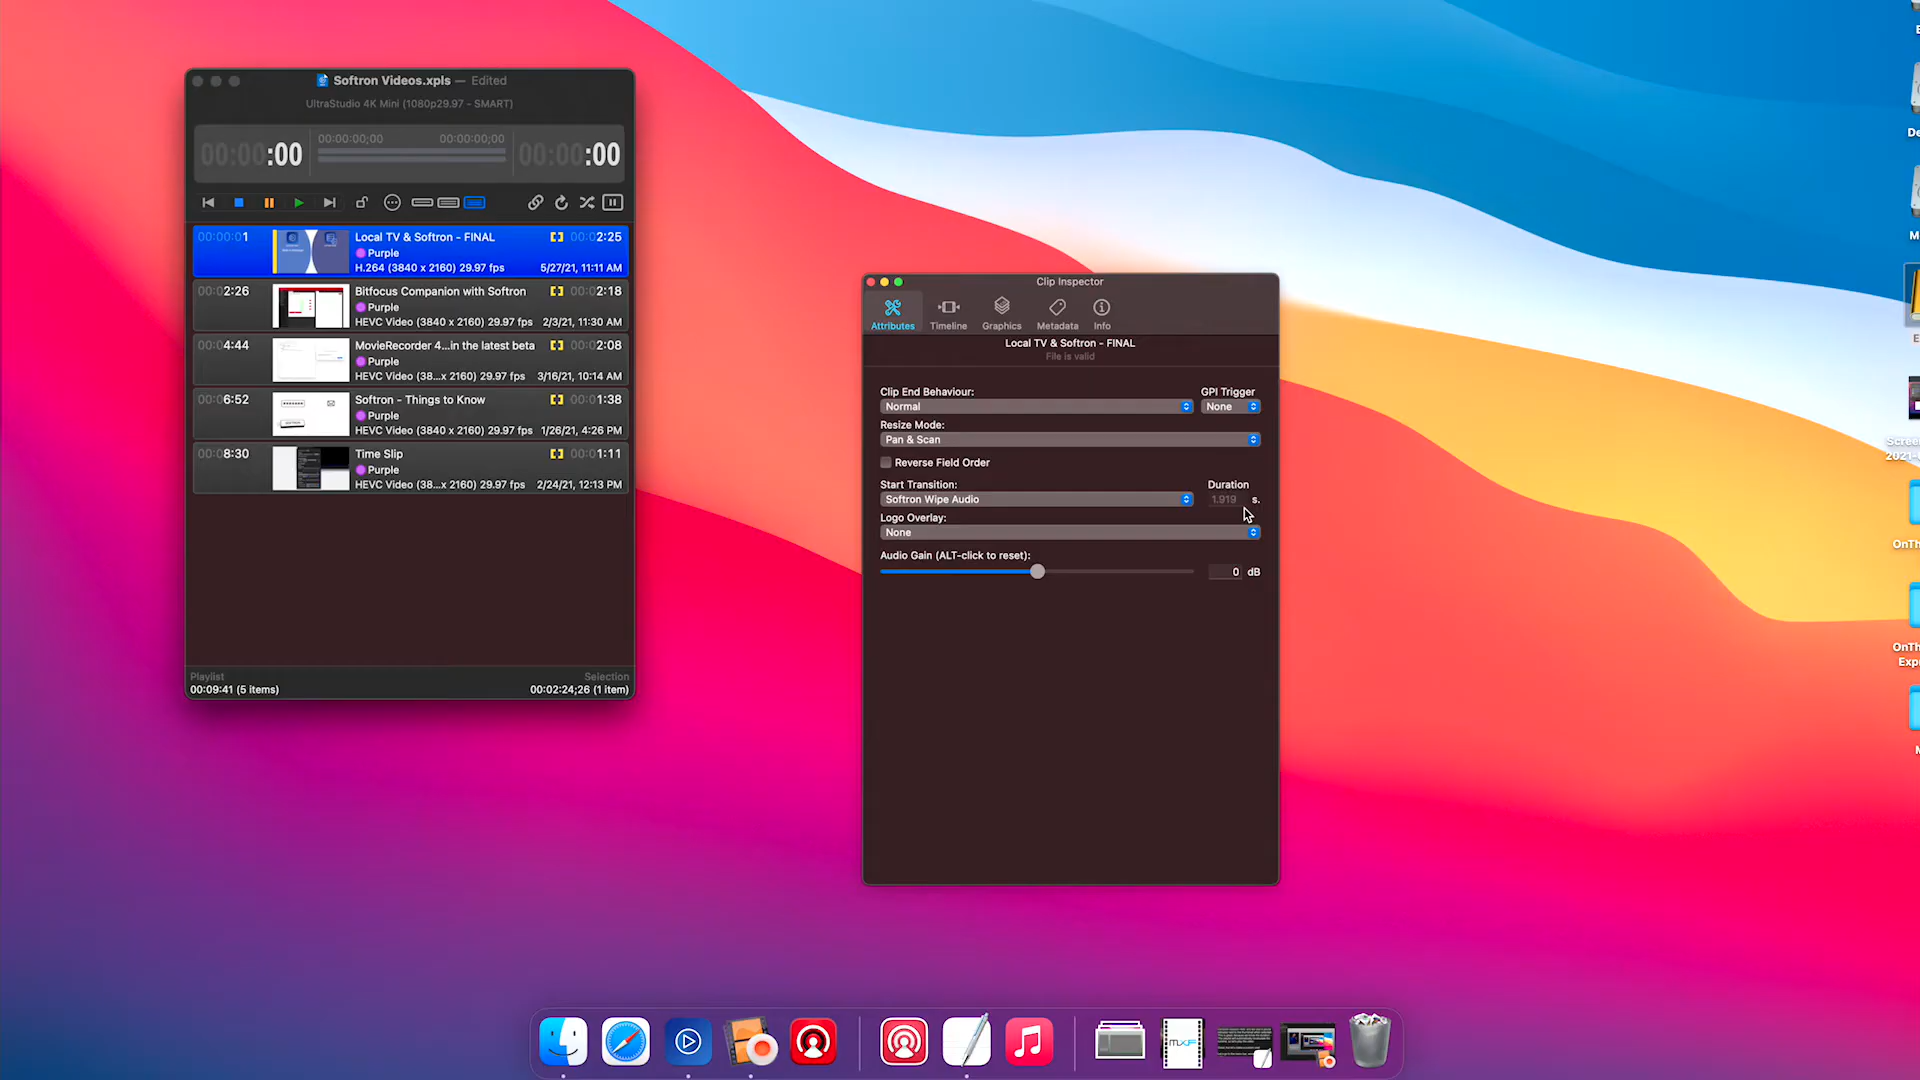 Softron Videos.xpls — Edited
UltraStudio 4K Mini (1080p29.97 - SMART)
00:00:00;00 00:00:00;00
00:00:00 00:00:00
00:00:01 Local TV & Softron - FINAL 00:02:25
Purple
H.264 (3840 x 2160) 29.97 fps 5/27/21, 11:11 AM
00:02:26 Bitfocus Companion with Softron 00:02:18
Purple
HEVC Video (3840 x 2160) 29.97 fps 2/3/21, 11:30 AM
00:04:44 MovieRecorder 4...in the latest beta 00:02:08
Purple
HEVC Video (38...x 2160) 29.97 fps 3/16/21, 10:14 AM
00:06:52 Softron - Things to Know 00:01:38
Purple
HEVC Video (3840 x 2160) 29.97 fps 1/26/21, 4:26 PM
00:08:30 Time Slip 00:01:11
Purple
HEVC Video (38...x 2160) 29.97 fps 2/24/21, 12:13 PM
Playlist Selection
00:09:41 (5 items) 00:02:24;26 (1 item)
Clip Inspector
Attributes Timeline Graphics Metadata Info
Local TV & Softron - FINAL
File is valid
Clip End Behaviour: GPI Trigger
Normal None
Resize Mode:
Pan & Scan
Reverse Field Order
Start Transition: Duration
Softron Wipe Audio 1.919 s.
Logo Overlay:
None
Audio Gain (ALT-click to reset):
0 dB
De
M
E
Scree
2021-
OnTh
OnTh
Expr
MXF